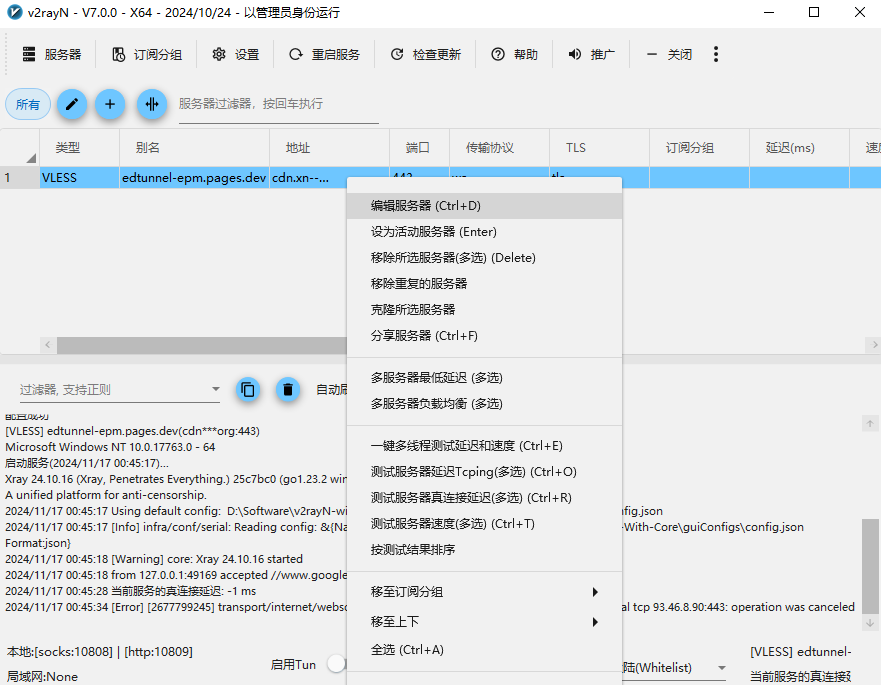 v2rayN - V7.0.0 - X64 - 2024/10/24 - 以管理员身份运行
服务器 订阅分组 设置 重启服务 检查更新 帮助 推广 关闭
所有 服务器过滤器，按回车执行
类型 别名 地址 端口 传输协议 TLS 订阅分组 延迟(ms)
1 VLESS edtunnel-epm.pages.dev cdn.xn--...
编辑服务器 (Ctrl+D)
设为活动服务器 (Enter)
移除所选服务器(多选) (Delete)
移除重复的服务器
克隆所选服务器
分享服务器 (Ctrl+F)
多服务器最低延迟 (多选)
多服务器负载均衡 (多选)
一键多线程测试延迟和速度 (Ctrl+E)
测试服务器延迟Tcping(多选) (Ctrl+O)
测试服务器真连接延迟(多选) (Ctrl+R)
测试服务器速度(多选) (Ctrl+T)
按测试结果排序
移至订阅分组
移至上下
全选 (Ctrl+A)
过滤器, 支持正则 自动刷
配置成功
[VLESS] edtunnel-epm.pages.dev(cdn***org:443)
Microsoft Windows NT 10.0.17763.0 - 64
启动服务(2024/11/17 00:45:17)...
Xray 24.10.16 (Xray, Penetrates Everything.) 25c7bc0 (go1.23.2 win
A unified platform for anti-censorship.
2024/11/17 00:45:17 Using default config: D:\Software\v2rayN-wi fig.json
2024/11/17 00:45:17 [Info] infra/conf/serial: Reading config: &{Na -With-Core\guiConfigs\config.json
Format:json}
2024/11/17 00:45:18 [Warning] core: Xray 24.10.16 started
2024/11/17 00:45:18 from 127.0.0.1:49169 accepted //www.google
2024/11/17 00:45:28 当前服务的真连接延迟: -1 ms
2024/11/17 00:45:34 [Error] [2677799245] transport/internet/webso al tcp 93.46.8.90:443: operation was canceled
本地:[socks:10808] | [http:10809]
局域网:None
启用Tun
陆(Whitelist)
[VLESS] edtunnel-
当前服务的真连接延